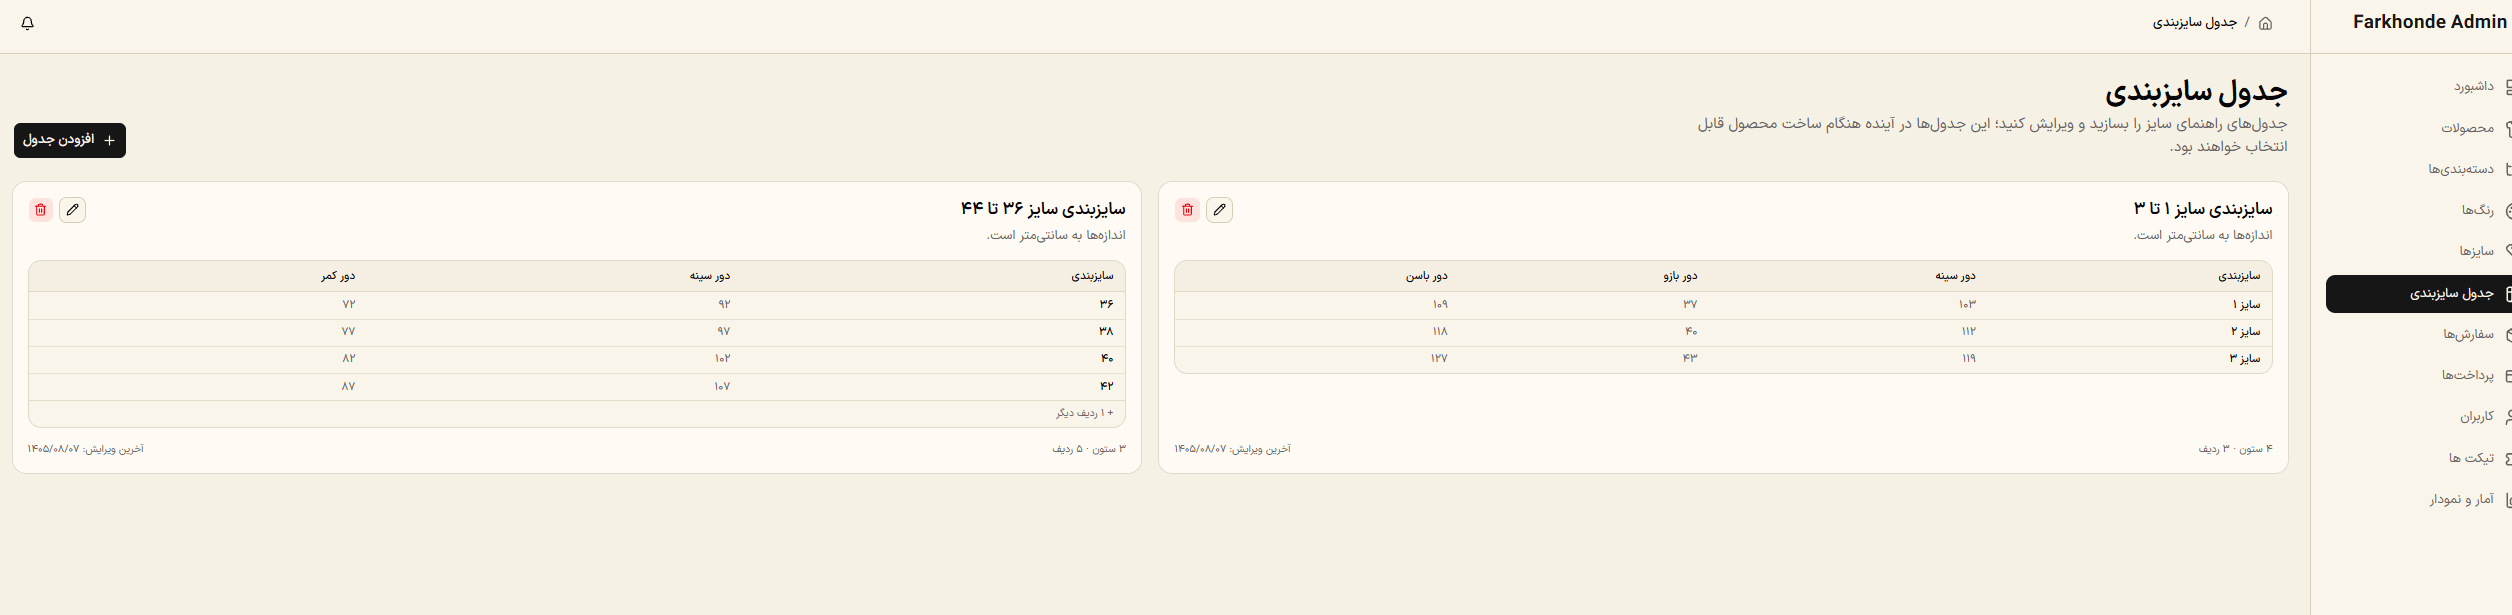 Farkhonde Admin
داشبورد
محصولات
دسته‌بندی‌ها
رنگ‌ها
سایزها
جدول سایزبندی
سفارش‌ها
پرداخت‌ها
کاربران
تیکت ها
آمار و نمودار
/ جدول سایزبندی
جدول سایزبندی
جدول‌های راهنمای سایز را بسازید و ویرایش کنید؛ این جدول‌ها در آینده هنگام ساخت محصول قابل
انتخاب خواهند بود.
+ افزودن جدول
سایزبندی سایز ۱ تا ۳
اندازه‌ها به سانتی‌متر است.
سایزبندی دور سینه دور بازو دور باسن
سایز ۱ ۱۰۳ ۳۷ ۱۰۹
سایز ۲ ۱۱۲ ۴۰ ۱۱۸
سایز ۳ ۱۱۹ ۴۳ ۱۲۷
۴ ستون · ۳ ردیف
آخرین ویرایش: ۱۴۰۵/۰۸/۰۷
سایزبندی سایز ۳۶ تا ۴۴
اندازه‌ها به سانتی‌متر است.
سایزبندی دور سینه دور کمر
۳۶ ۹۲ ۷۲
۳۸ ۹۷ ۷۷
۴۰ ۱۰۲ ۸۲
۴۲ ۱۰۷ ۸۷
+ ۱ ردیف دیگر
۳ ستون · ۵ ردیف
آخرین ویرایش: ۱۴۰۵/۰۸/۰۷